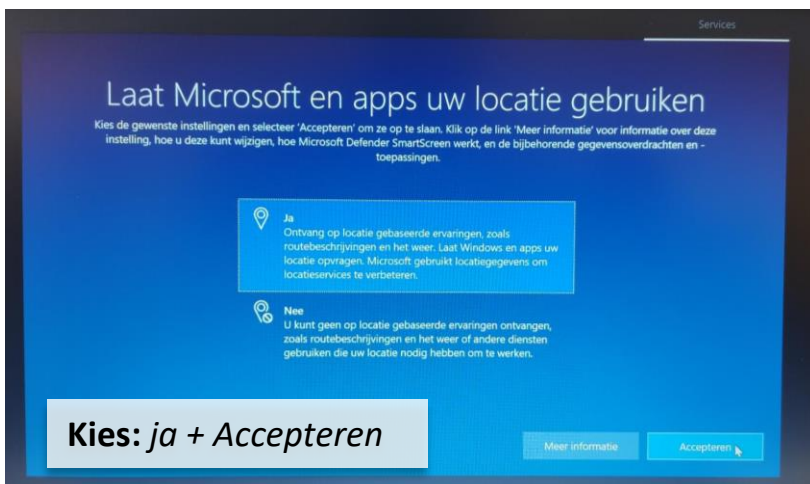 Services
Laat Microsoft en apps uw locatie gebruiken
Kies de gewenste instellingen en selecteer 'Accepteren' om ze op te slaan. Klik op de link 'Meer informatie' voor informatie over deze
instelling, hoe u deze kunt wijzigen, hoe Microsoft Defender SmartScreen werkt, en de bijbehorende gegevensoverdrachten en -
toepassingen.
Ja
Ontvang op locatie gebaseerde ervaringen, zoals
routebeschrijvingen en het weer. Laat Windows en apps uw
locatie opvragen. Microsoft gebruikt locatiegegevens om
locatieservices te verbeteren.
Nee
U kunt geen op locatie gebaseerde ervaringen ontvangen,
zoals routebeschrijvingen en het weer of andere diensten
gebruiken die uw locatie nodig hebben om te werken.
Kies: ja + Accepteren
Meer informatie
Accepteren